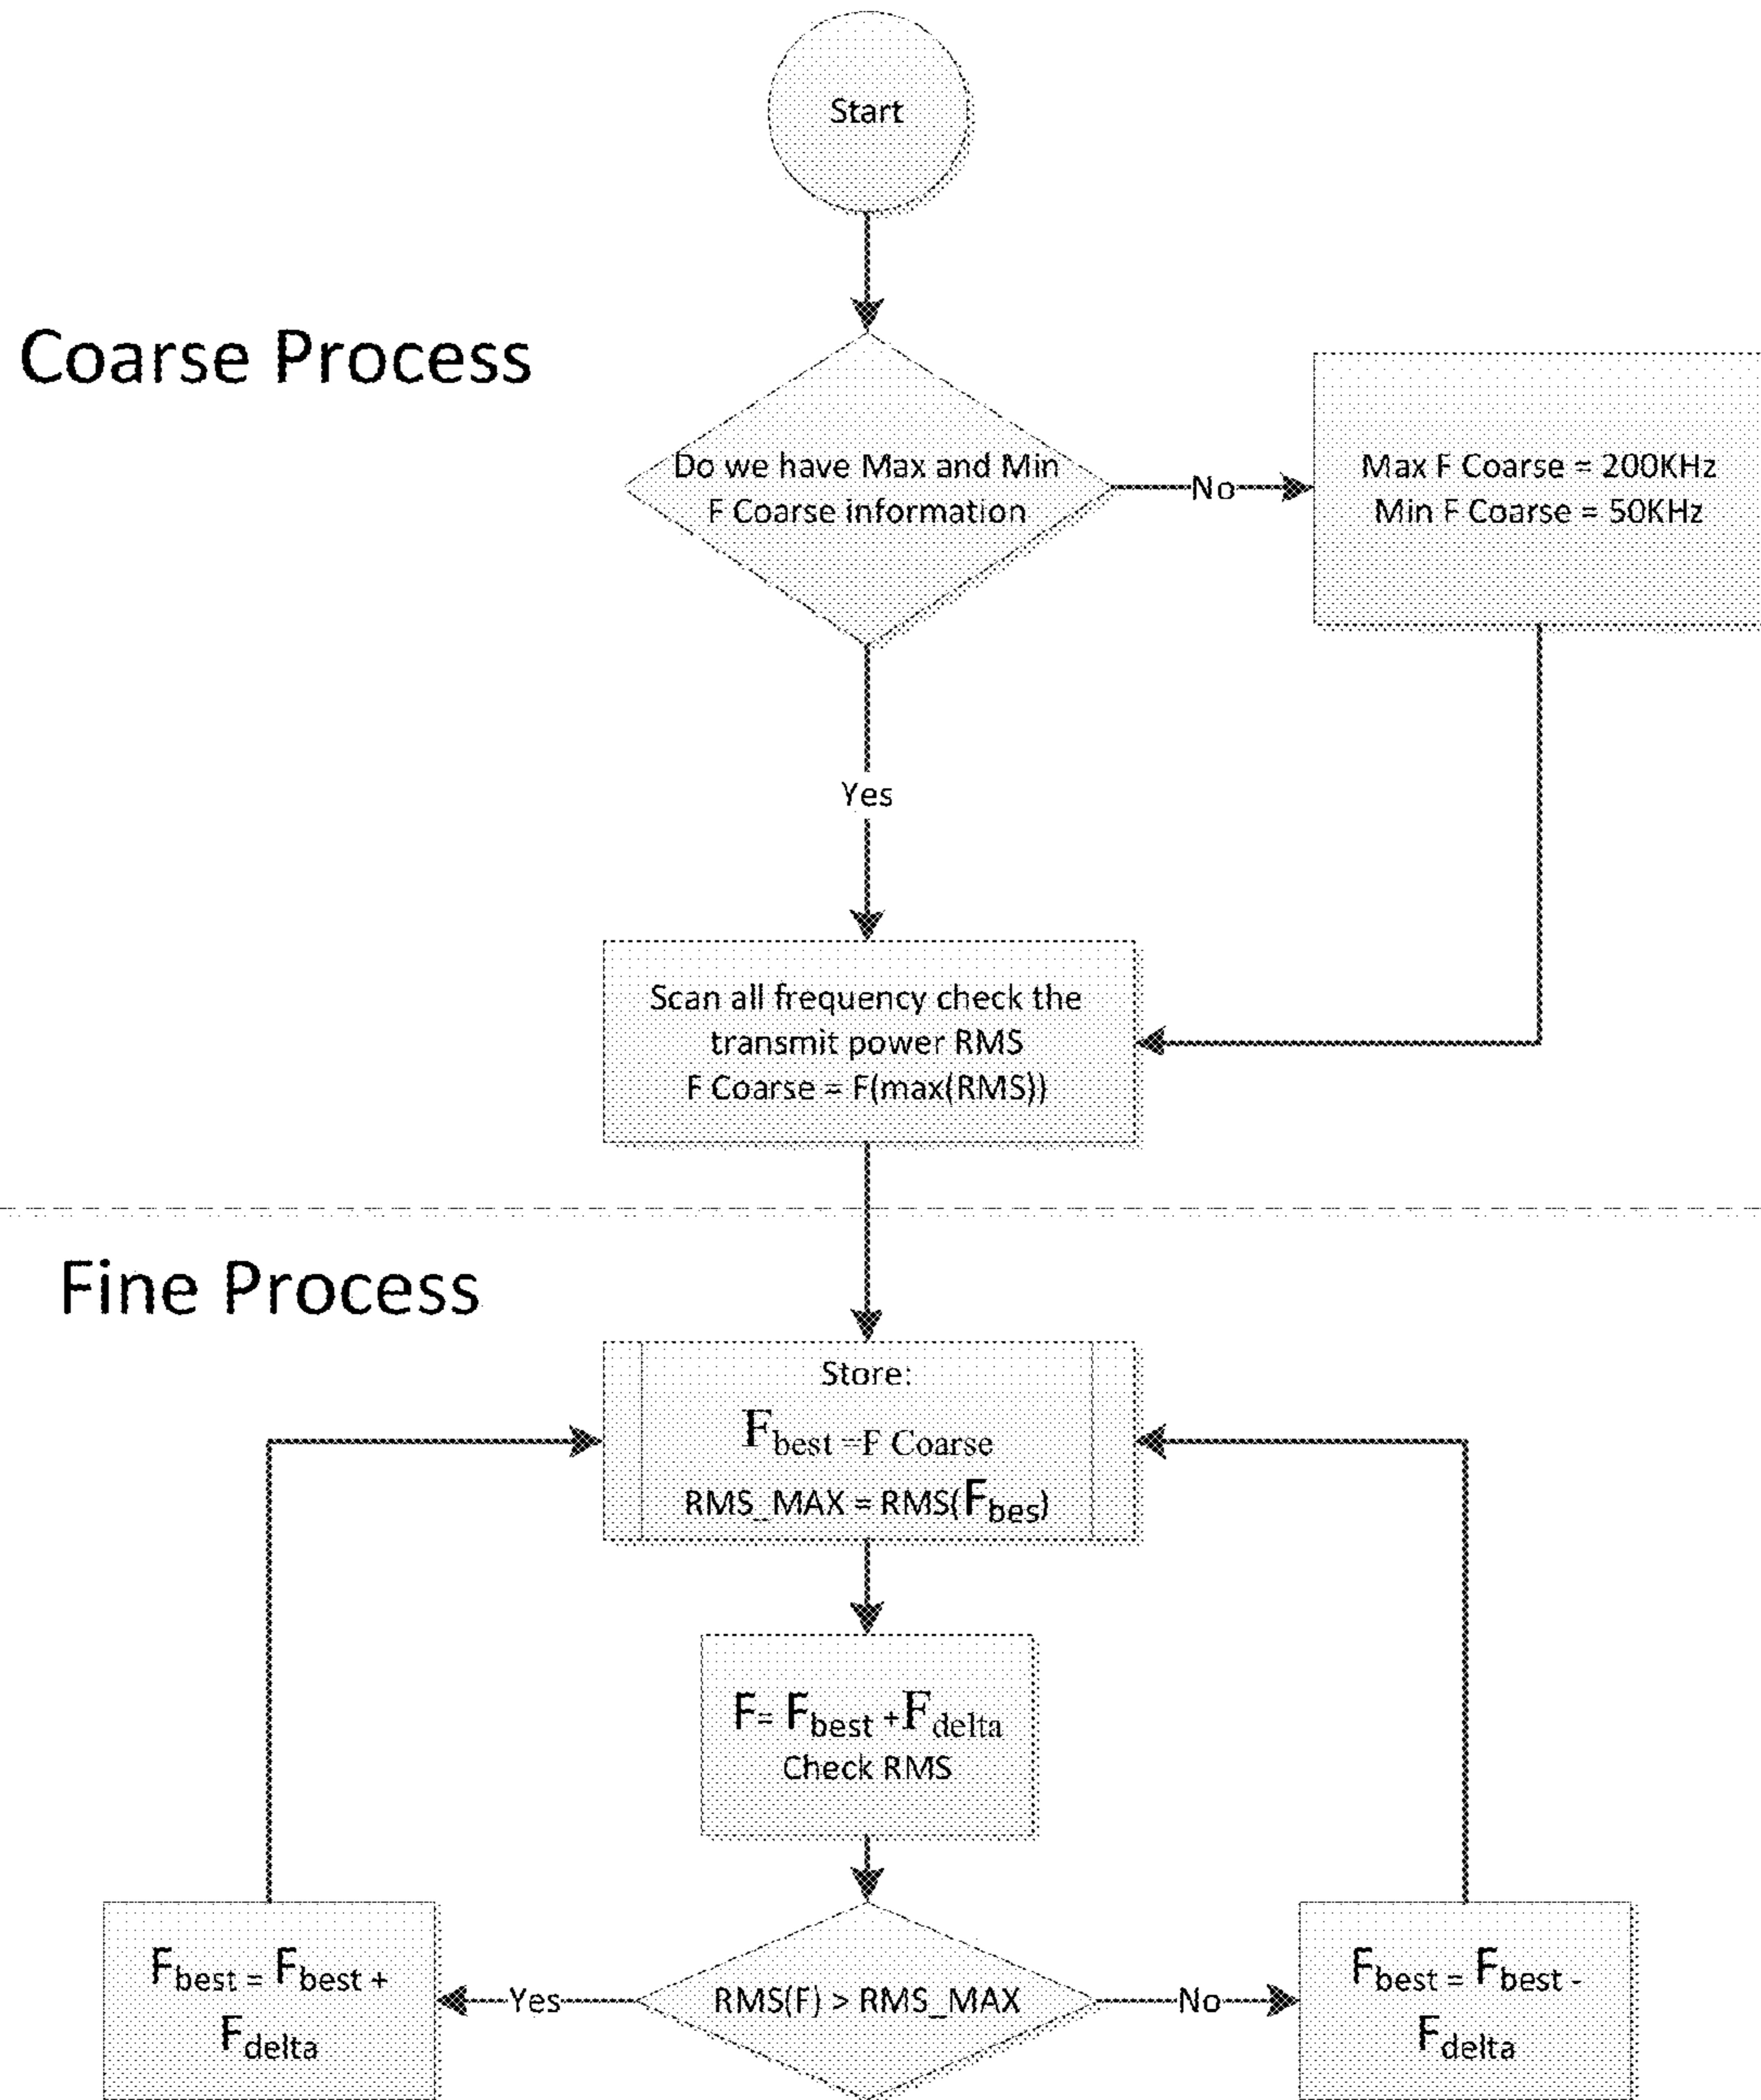 Start
Coarse Process
Do we have Max and Min
F Coarse information
No
Max F Coarse = 200KHz
Min F Coarse = 50KHz
Yes
Scan all frequency check the
transmit power RMS
F Coarse = F(max(RMS))
Fine Process
Store:
Fbest =F Coarse
RMS_MAX = RMS(Fbes)
F= Fbest +Fdelta
Check RMS
Fbest = Fbest +
Fdelta
Yes
RMS(F) > RMS_MAX
No
Fbest = Fbest -
Fdelta